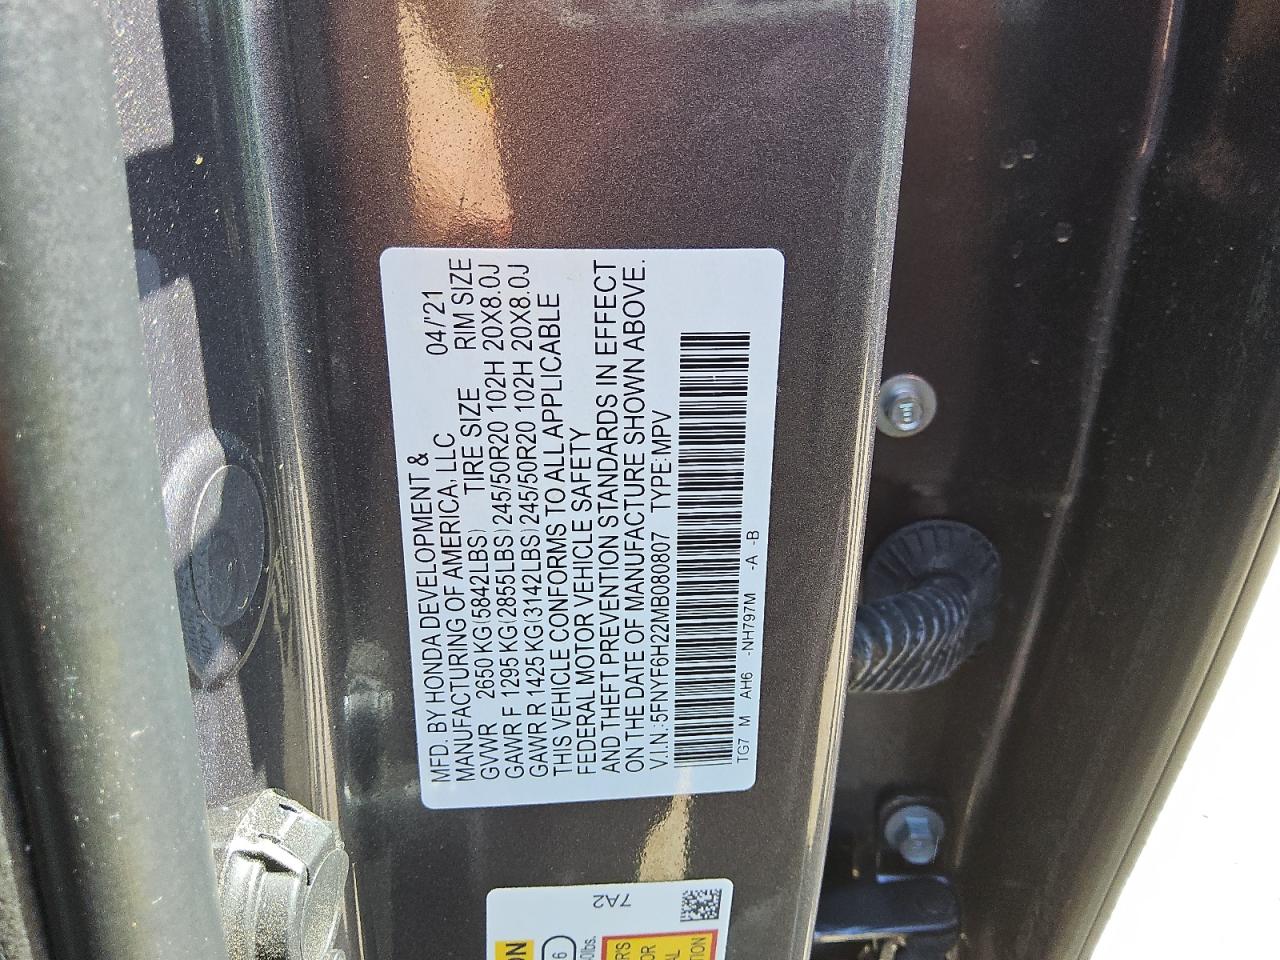 MFD. BY HONDA DEVELOPMENT &
MANUFACTURING OF AMERICA, LLC 04/'21
GVWR 2650 KG(5842LBS) TIRE SIZE RIM SIZE
GAWR F 1295 KG(2855LBS) 245/50R20 102H 20X8.0J
GAWR R 1425 KG(3142LBS) 245/50R20 102H 20X8.0J
THIS VEHICLE CONFORMS TO ALL APPLICABLE
FEDERAL MOTOR VEHICLE SAFETY
AND THEFT PREVENTION STANDARDS IN EFFECT
ON THE DATE OF MANUFACTURE SHOWN ABOVE.
V.I.N.:5FNYF6H22MB080807 TYPE:MPV
TG7 M AH6 -NH797M -A -B
7A2